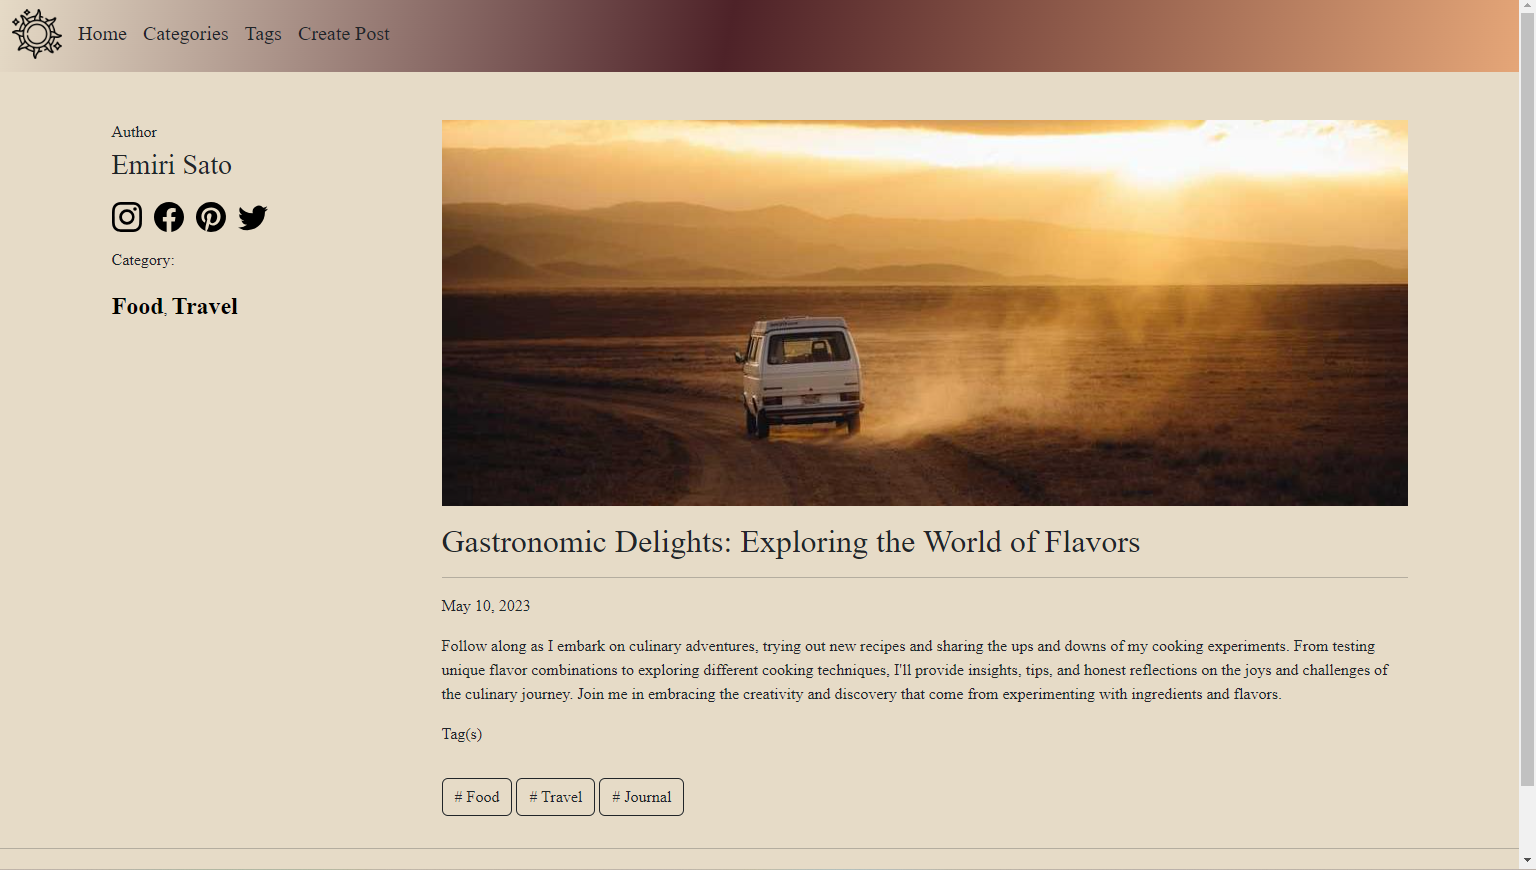 Home Categories Tags Create Post
Author
Emiri Sato
Category:
Food, Travel
Gastronomic Delights: Exploring the World of Flavors
May 10, 2023
Follow along as I embark on culinary adventures, trying out new recipes and sharing the ups and downs of my cooking experiments. From testing
unique flavor combinations to exploring different cooking techniques, I'll provide insights, tips, and honest reflections on the joys and challenges of
the culinary journey. Join me in embracing the creativity and discovery that come from experimenting with ingredients and flavors.
Tag(s)
# Food # Travel # Journal